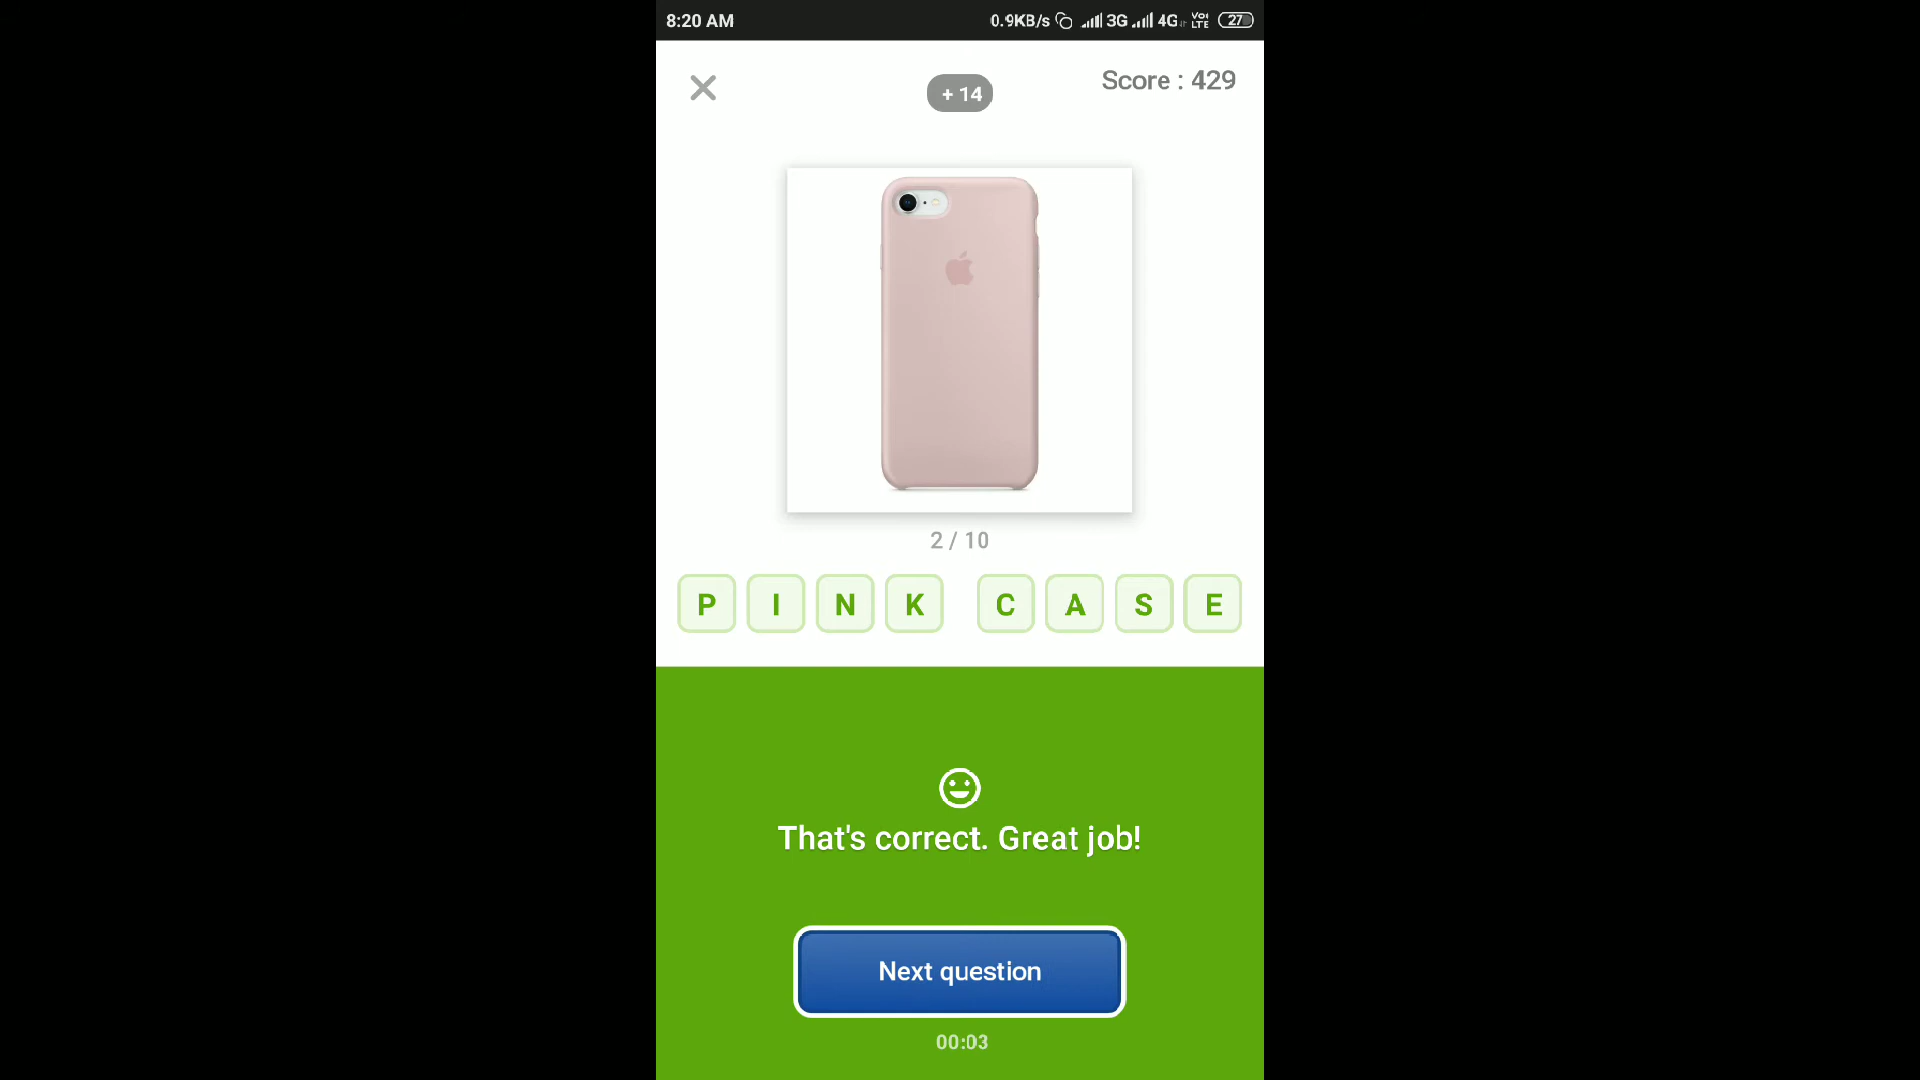 8:20 AM 0.9KB/s 3G 4G VoLTE 27
+ 14 Score : 429
2 / 10
P I N K C A S E
That's correct. Great job!
Next question
00:03